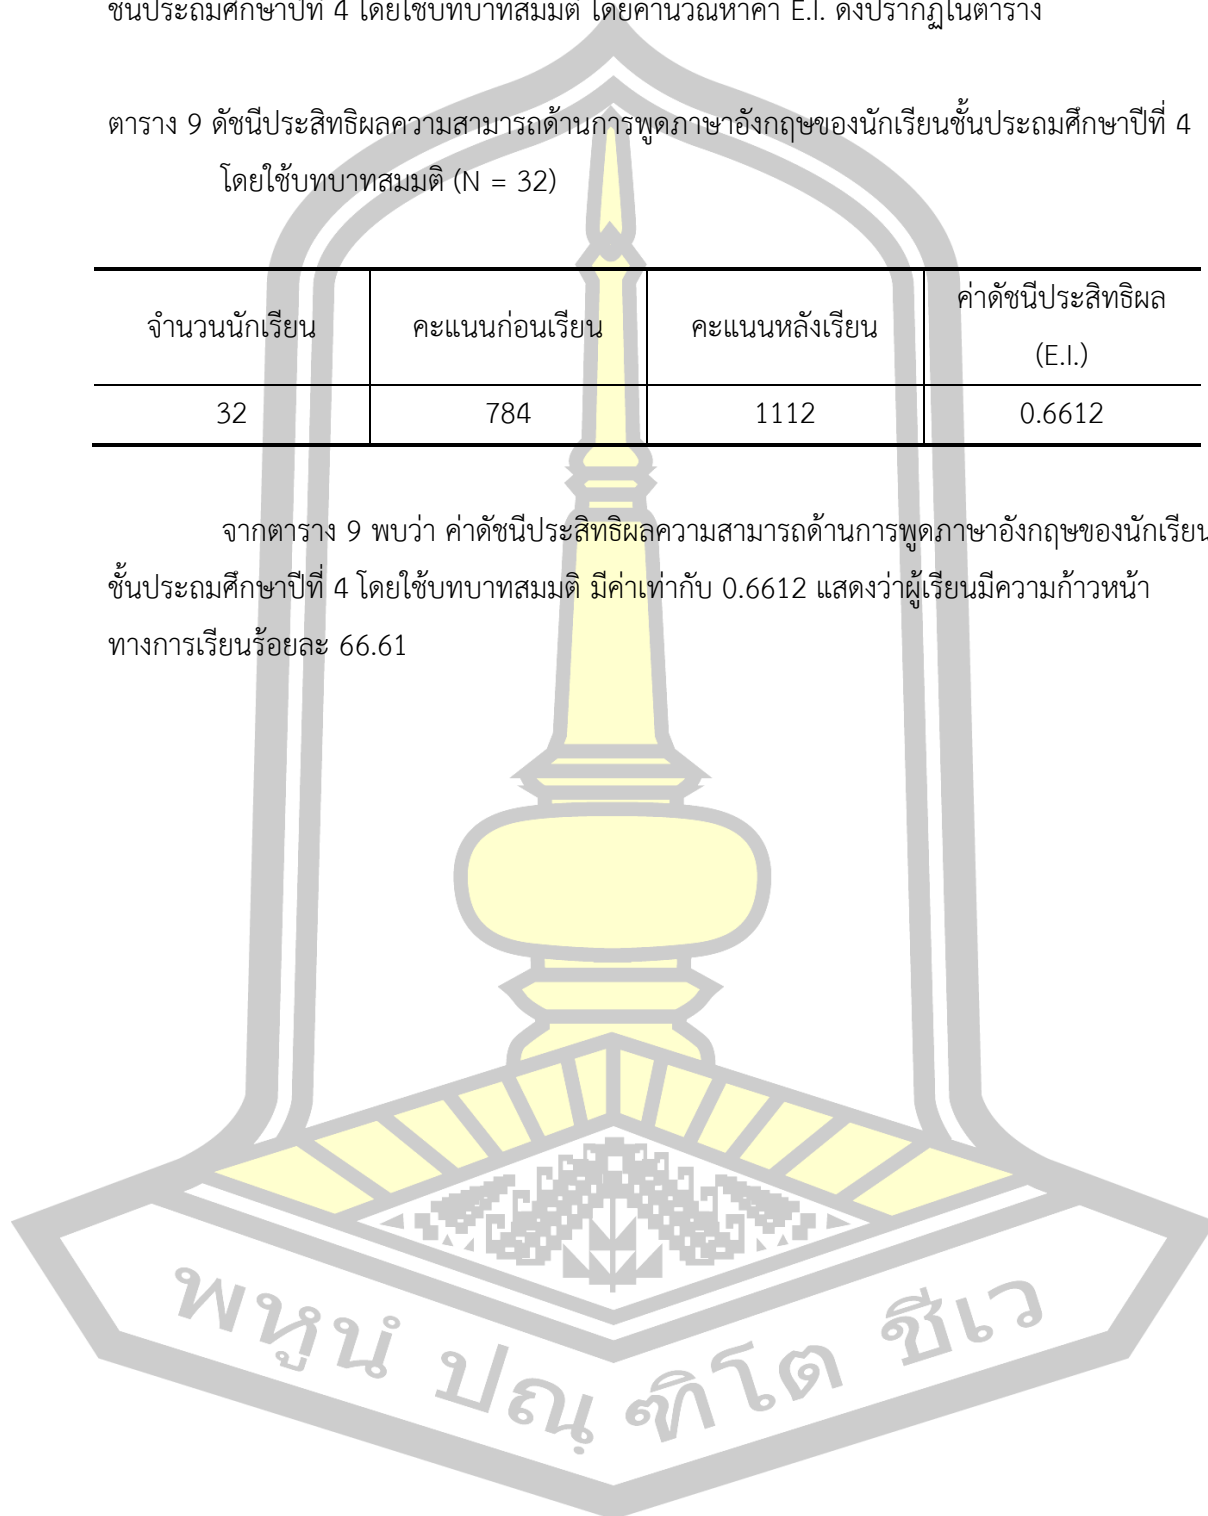 ชั้นประถมศึกษาปีที่ 4 โดยใช้บทบาทสมมติ โดยคำนวณหาค่า E.I. ดังปรากฏในตาราง
ตาราง 9 ดัชนีประสิทธิผลความสามารถด้านการพูดภาษาอังกฤษของนักเรียนชั้นประถมศึกษาปีที่ 4
โดยใช้บทบาทสมมติ (N = 32)
จำนวนนักเรียน คะแนนก่อนเรียน คะแนนหลังเรียน ค่าดัชนีประสิทธิผล
(E.I.)
32 784 1112 0.6612
จากตาราง 9 พบว่า ค่าดัชนีประสิทธิผลความสามารถด้านการพูดภาษาอังกฤษของนักเรียน
ชั้นประถมศึกษาปีที่ 4 โดยใช้บทบาทสมมติ มีค่าเท่ากับ 0.6612 แสดงว่าผู้เรียนมีความก้าวหน้า
ทางการเรียนร้อยละ 66.61
พหูนํ ปณฺฑิโต ชีเว